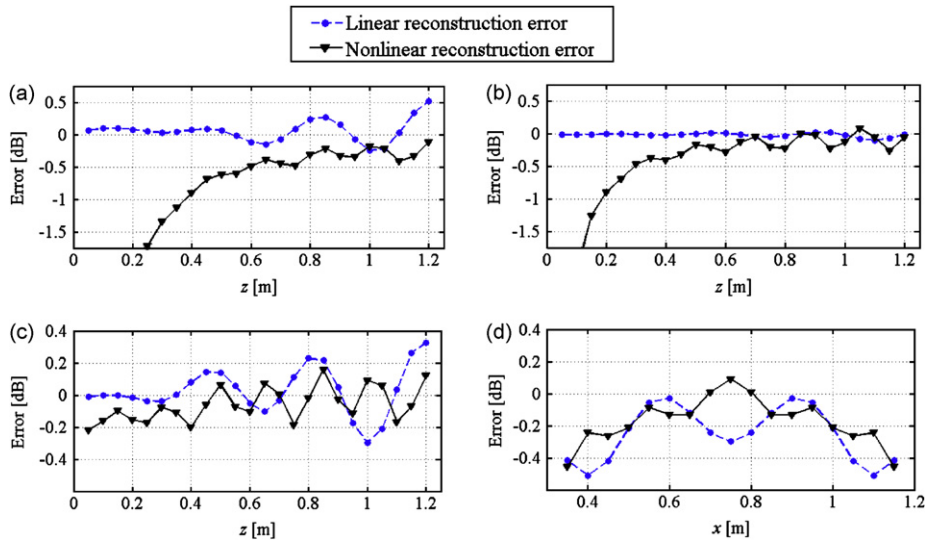 Linear reconstruction error
Nonlinear reconstruction error
(a)
0.5
0
-0.5
-1
-1.5
Error [dB]
0 0.2 0.4 0.6 0.8 1 1.2
z [m]
(b)
0.5
0
-0.5
-1
-1.5
Error [dB]
0 0.2 0.4 0.6 0.8 1 1.2
z [m]
(c)
0.4
0.2
0
-0.2
-0.4
Error [dB]
0 0.2 0.4 0.6 0.8 1 1.2
z [m]
(d)
0.4
0.2
0
-0.2
-0.4
Error [dB]
0.4 0.6 0.8 1 1.2
x [m]